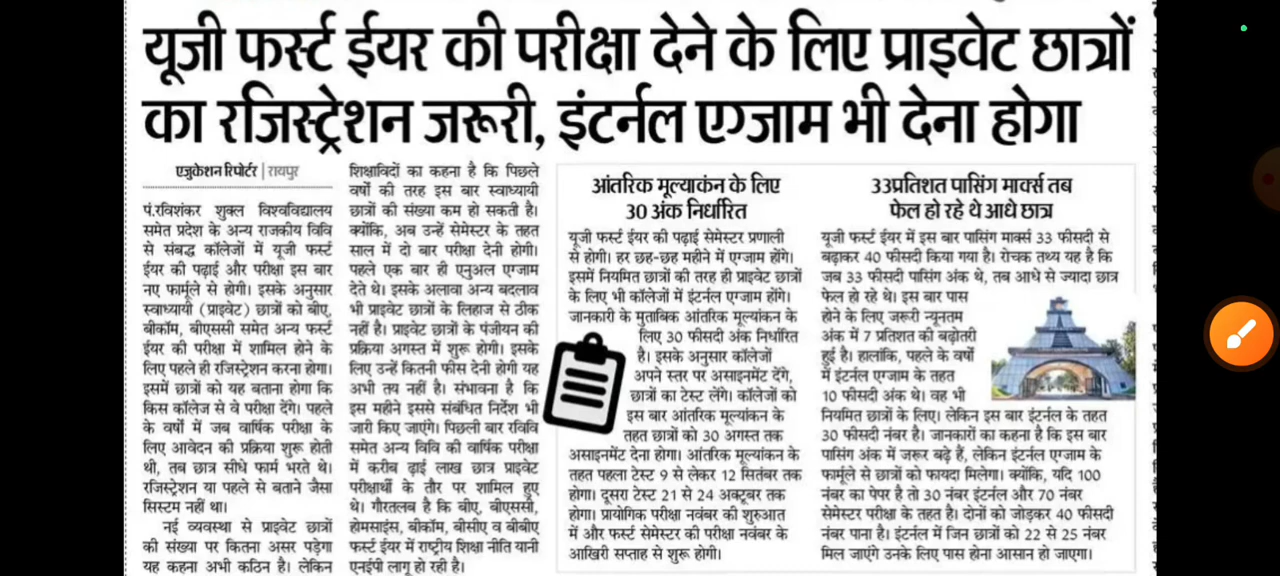 यूजी फर्स्ट ईयर की परीक्षा देने के लिए प्राइवेट छात्रों
का रजिस्ट्रेशन जरूरी, इंटर्नल एग्जाम भी देना होगा
एजुकेशन रिपोर्टर | रायपुर
पं.रविशंकर शुक्ल विश्वविद्यालय
समेत प्रदेश के अन्य राजकीय विवि
से संबद्ध कॉलेजों में यूजी फर्स्ट
ईयर की पढ़ाई और परीक्षा इस बार
नए फार्मूले से होगी। इसके अनुसार
स्वाध्यायी (प्राइवेट) छात्रों को बीए,
बीकॉम, बीएससी समेत अन्य फर्स्ट
ईयर की परीक्षा में शामिल होने के
लिए पहले ही रजिस्ट्रेशन करना होगा।
इसमें छात्रों को यह बताना होगा कि
किस कॉलेज से वे परीक्षा देंगे। पहले
के वर्षों में जब वार्षिक परीक्षा के
लिए आवेदन की प्रक्रिया शुरू होती
थी, तब छात्र सीधे फार्म भरते थे।
रजिस्ट्रेशन या पहले से बताने जैसा
सिस्टम नहीं था।
नई व्यवस्था से प्राइवेट छात्रों
की संख्या पर कितना असर पड़ेगा
यह कहना अभी कठिन है। लेकिन
शिक्षाविदों का कहना है कि पिछले
वर्षों की तरह इस बार स्वाध्यायी
छात्रों की संख्या कम हो सकती है।
क्योंकि, अब उन्हें सेमेस्टर के तहत
साल में दो बार परीक्षा देनी होगी।
पहले एक बार ही एनुअल एग्जाम
देते थे। इसके अलावा अन्य बदलाव
भी प्राइवेट छात्रों के लिहाज से ठीक
नहीं है। प्राइवेट छात्रों के पंजीयन की
प्रक्रिया अगस्त में शुरू होगी। इसके
लिए उन्हें कितनी फीस देनी होगी यह
अभी तय नहीं है। संभावना है कि
इस महीने इससे संबंधित निर्देश भी
जारी किए जाएंगे। पिछली बार रविवि
समेत अन्य विवि की वार्षिक परीक्षा
में करीब ढ़ाई लाख छात्र प्राइवेट
परीक्षार्थी के तौर पर शामिल हुए
थे। गौरतलब है कि बीए, बीएससी,
होमसाइंस, बीकॉम, बीसीए व बीबीए
फर्स्ट ईयर में राष्ट्रीय शिक्षा नीति यानी
एनईपी लागू हो रही है।
आंतरिक मूल्याकंन के लिए
30 अंक निर्धारित
यूजी फर्स्ट ईयर की पढ़ाई सेमेस्टर प्रणाली
से होगी। हर छह-छह महीने में एग्जाम होंगे।
इसमें नियमित छात्रों की तरह ही प्राइवेट छात्रों
के लिए भी कॉलेजों में इंटर्नल एग्जाम होंगे।
जानकारी के मुताबिक आंतरिक मूल्यांकन के
लिए 30 फीसदी अंक निर्धारित
है। इसके अनुसार कॉलेजों
अपने स्तर पर असाइनमेंट देंगे,
छात्रों का टेस्ट लेंगे। कॉलेजों को
इस बार आंतरिक मूल्यांकन के
तहत छात्रों को 30 अगस्त तक
असाइनमेंट देना होगा। आंतरिक मूल्यांकन के
तहत पहला टेस्ट 9 से लेकर 12 सितंबर तक
होगा। दूसरा टेस्ट 21 से 24 अक्टूबर तक
होगा। प्रायोगिक परीक्षा नवंबर की शुरुआत
में और फर्स्ट सेमेस्टर की परीक्षा नवंबर के
आखिरी सप्ताह से शुरू होगी।
33प्रतिशत पासिंग मार्क्स तब
फेल हो रहे थे आधे छात्र
यूजी फर्स्ट ईयर में इस बार पासिंग मार्क्स 33 फीसदी से
बढ़ाकर 40 फीसदी किया गया है। रोचक तथ्य यह है कि
जब 33 फीसदी पासिंग अंक थे, तब आधे से ज्यादा छात्र
फेल हो रहे थे। इस बार पास
होने के लिए जरूरी न्यूनतम
अंक में 7 प्रतिशत की बढ़ोतरी
हुई है। हालांकि, पहले के वर्षों
में इंटर्नल एग्जाम के तहत
10 फीसदी अंक थे। वह भी
नियमित छात्रों के लिए। लेकिन इस बार इंटर्नल के तहत
30 फीसदी नंबर है। जानकारों का कहना है कि इस बार
पासिंग अंक में जरूर बढ़े हैं, लेकिन इंटर्नल एग्जाम के
फार्मूले से छात्रों को फायदा मिलेगा। क्योंकि, यदि 100
नंबर का पेपर है तो 30 नंबर इंटर्नल और 70 नंबर
सेमेस्टर परीक्षा के तहत है। दोनों को जोड़कर 40 फीसदी
नंबर पाना है। इंटर्नल में जिन छात्रों को 22 से 25 नंबर
मिल जाएंगे उनके लिए पास होना आसान हो जाएगा।